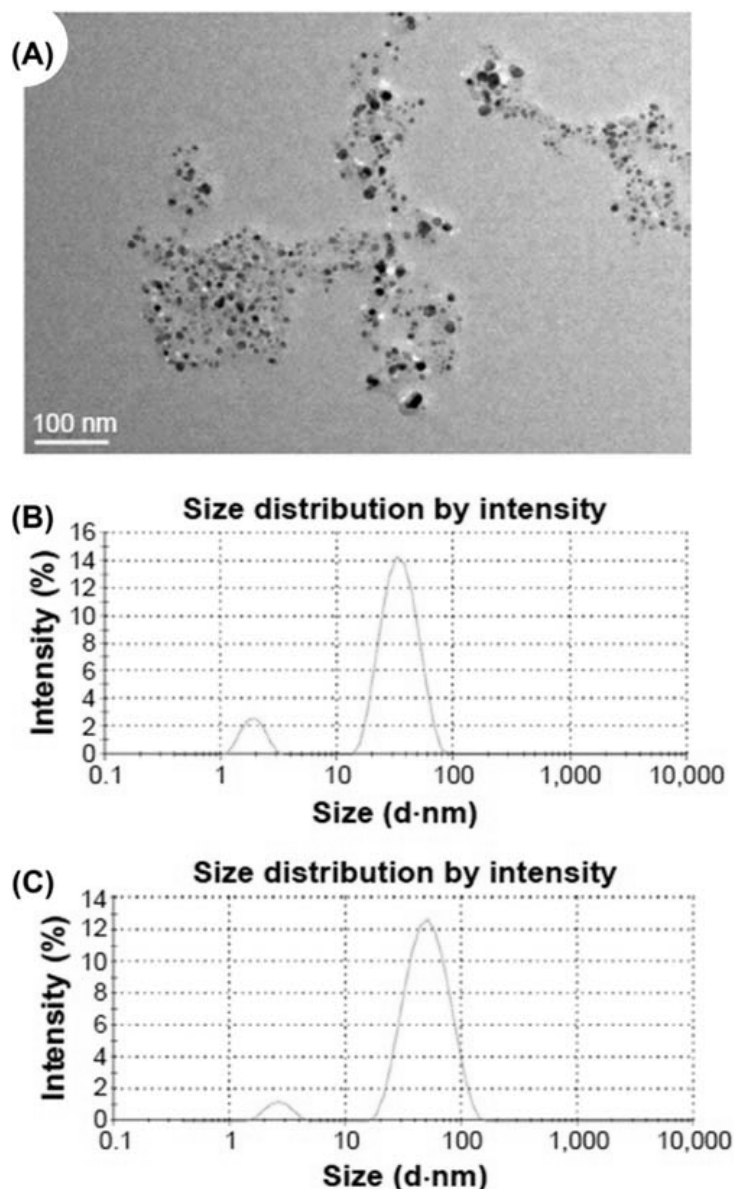 (A)
100 nm
(B)
Size distribution by intensity
Intensity (%)
16
14
12
10
8
6
4
2
0
0.1 1 10 100 1,000 10,000
Size (d·nm)
(C)
Size distribution by intensity
Intensity (%)
14
12
10
8
6
4
2
0
0.1 1 10 100 1,000 10,000
Size (d·nm)